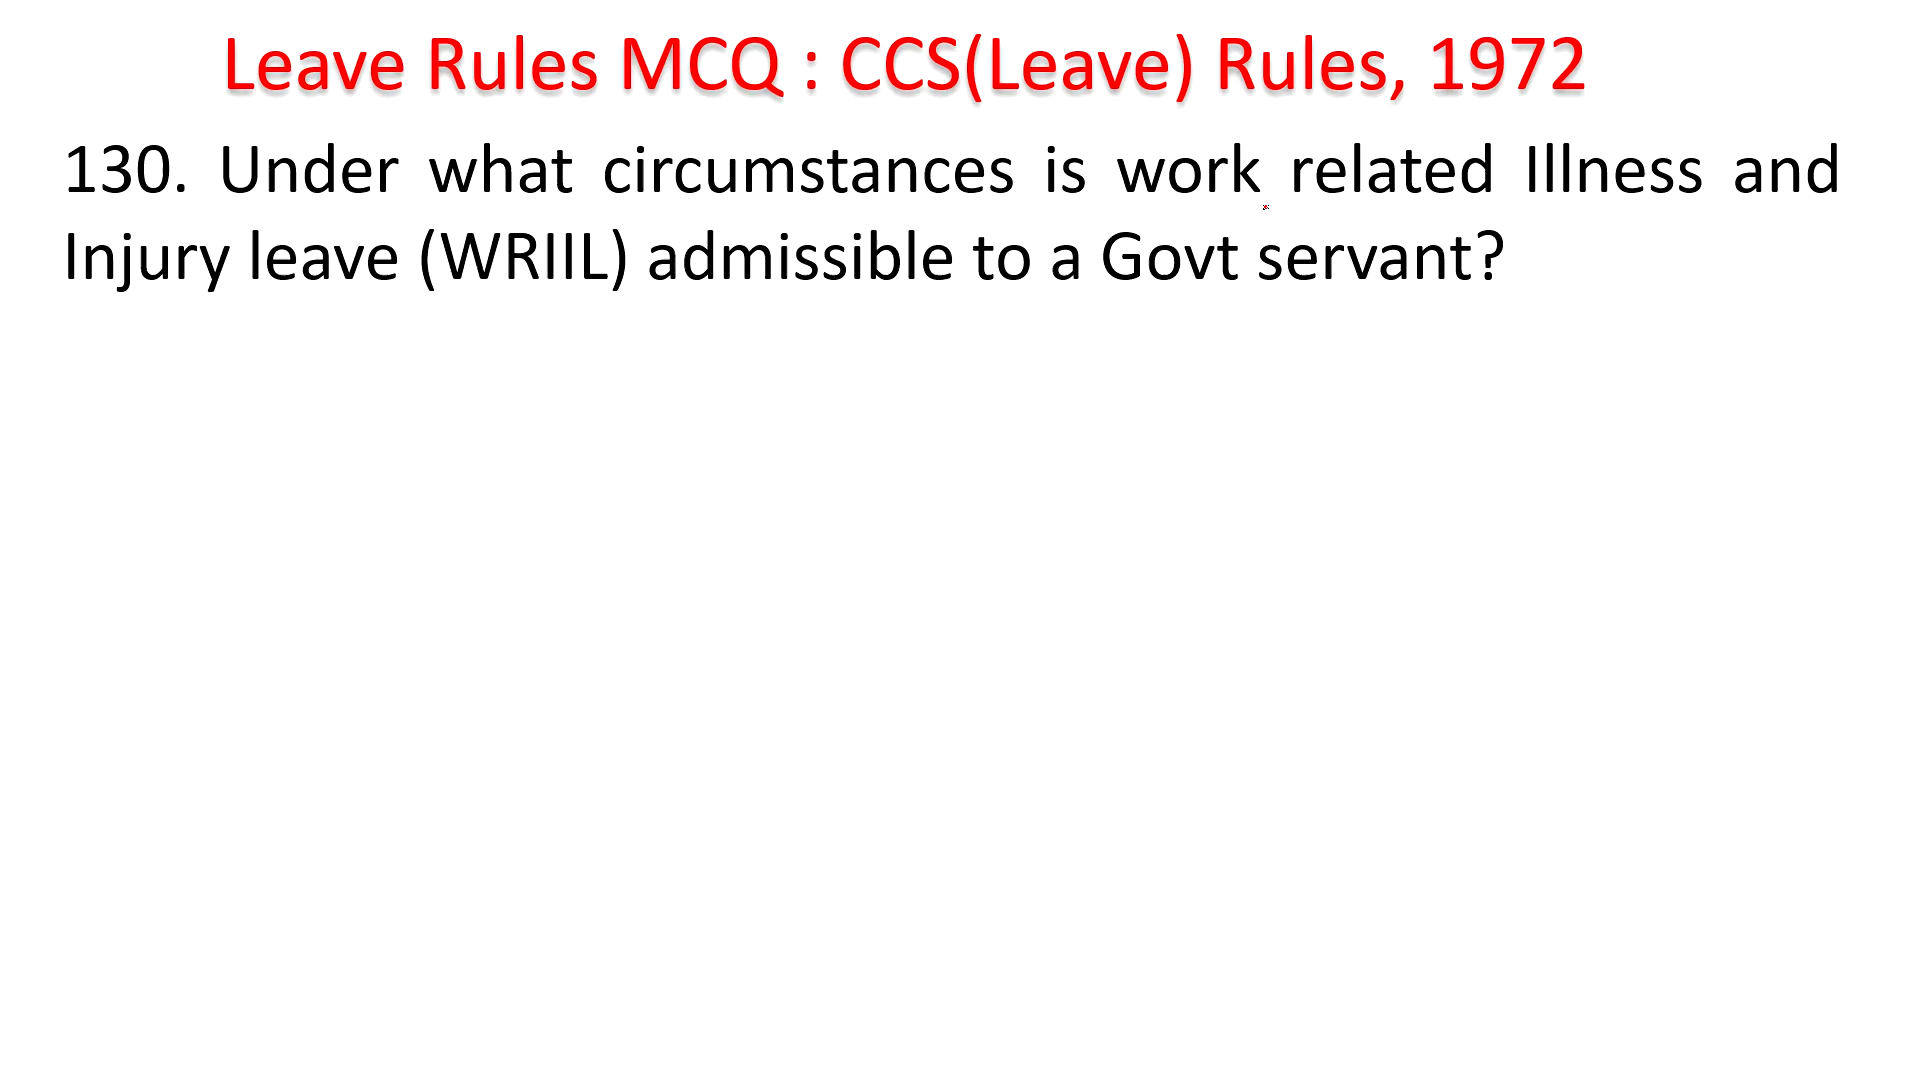 Leave Rules MCQ : CCS(Leave) Rules, 1972
130. Under what circumstances is work related Illness and
Injury leave (WRIIL) admissible to a Govt servant?